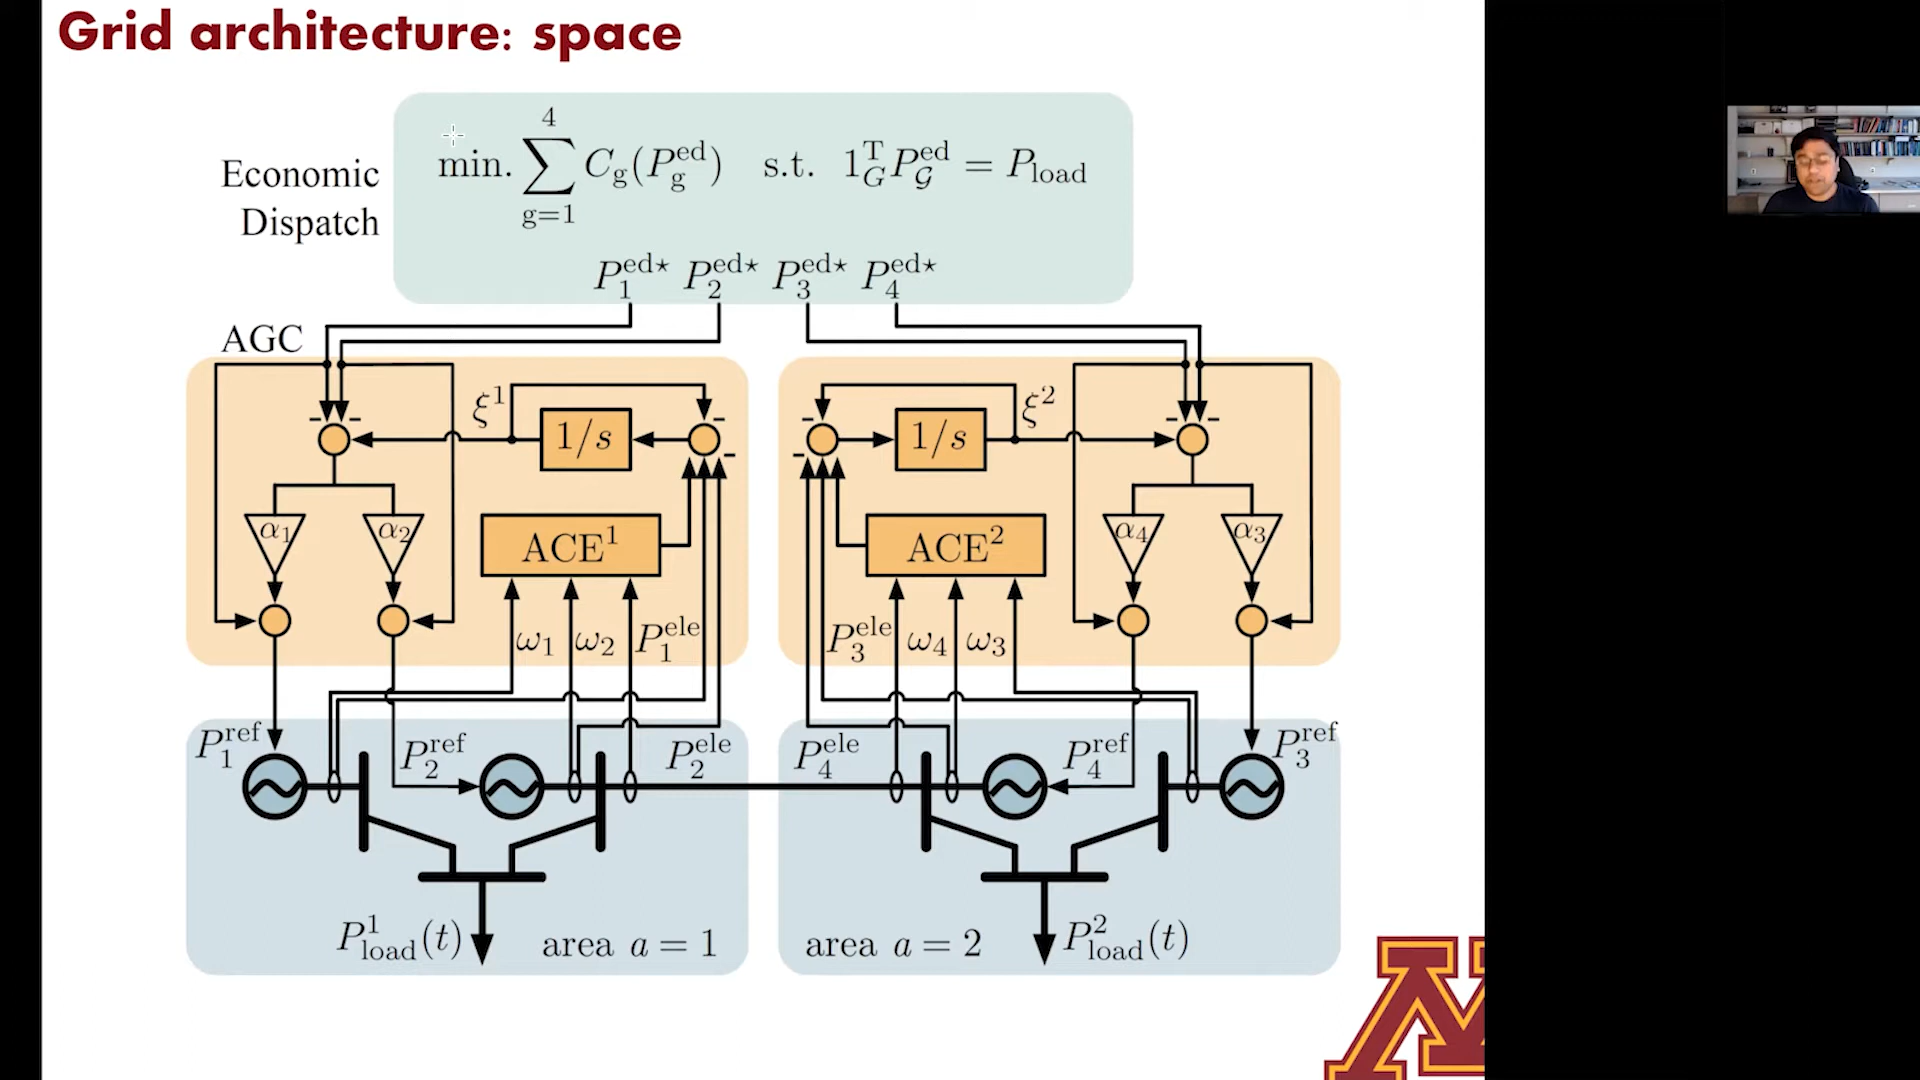 Grid architecture: space
Economic
Dispatch
min. ∑_{g=1}^{4} C_g(P_g^{ed}) s.t. 1_G^T P_𝒢^{ed} = P_load
P_1^{ed⋆} P_2^{ed⋆} P_3^{ed⋆} P_4^{ed⋆}
AGC
- - ξ^1 1/s - -
- - ξ^2 1/s - -
α_1 α_2 ACE^1 ACE^2 α_4 α_3
ω_1 ω_2 P_1^{ele} P_3^{ele} ω_4 ω_3
P_1^{ref} P_2^{ref} P_2^{ele} P_4^{ele} P_4^{ref} P_3^{ref}
P_load^1(t) area a = 1 area a = 2 P_load^2(t)